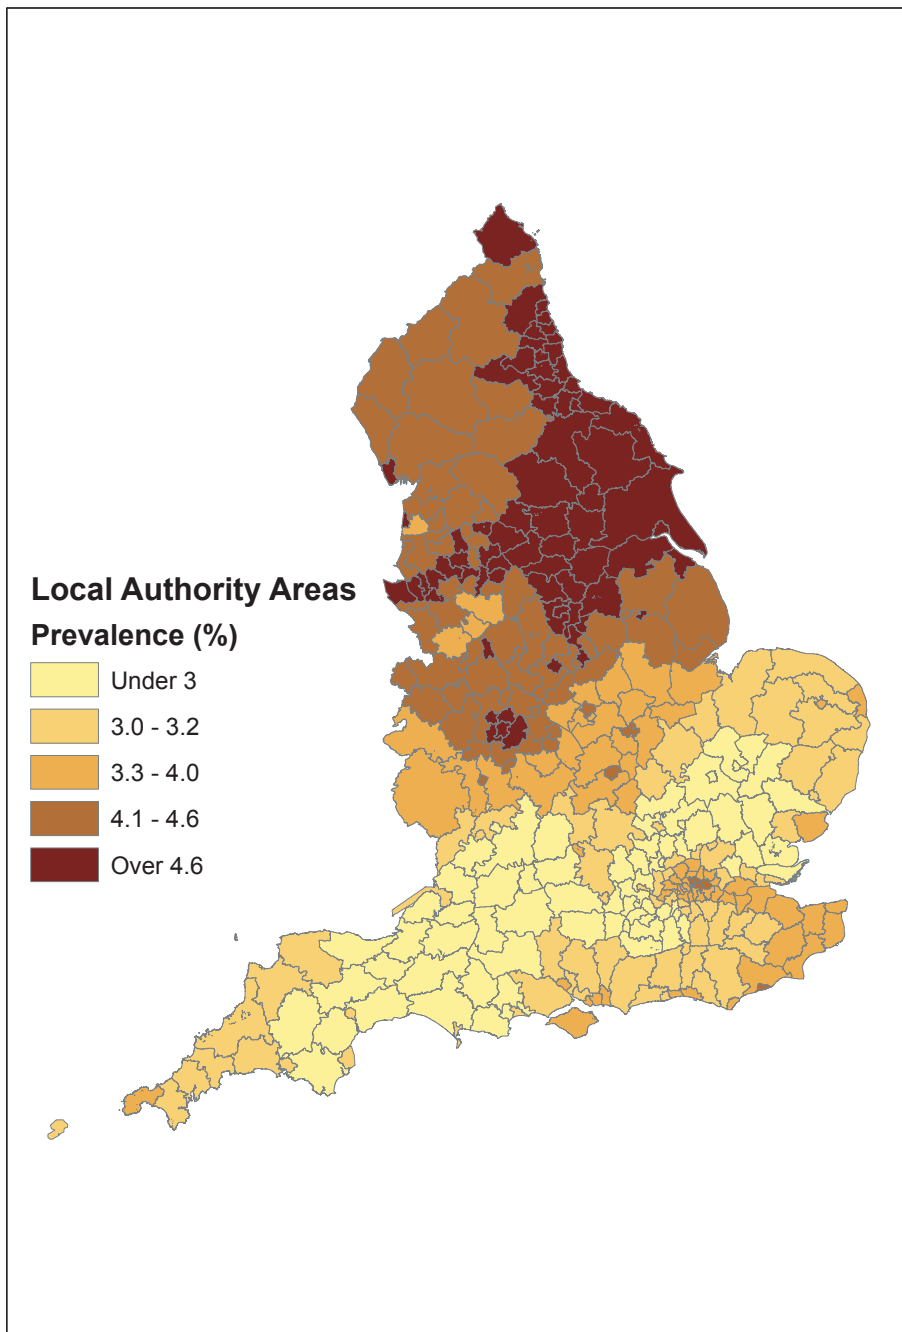 Local Authority Areas
Prevalence (%)
Under 3
3.0 - 3.2
3.3 - 4.0
4.1 - 4.6
Over 4.6